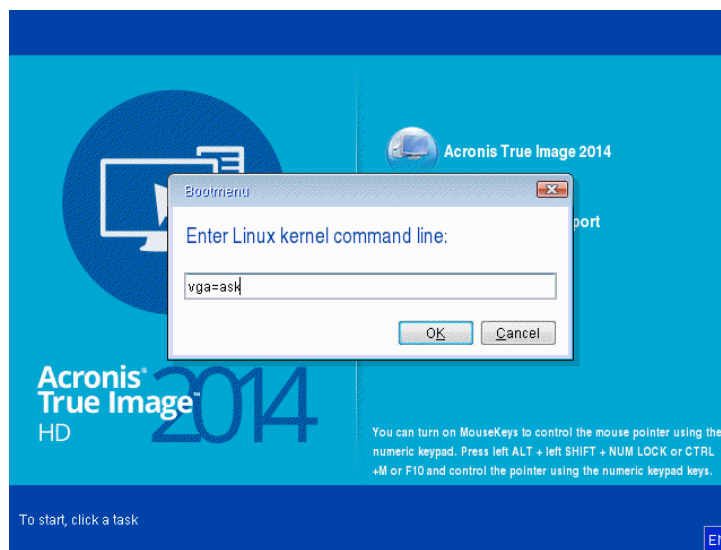 Acronis True Image 2014
Bootmenu
port
Enter Linux kernel command line:
vga=ask
OK
Cancel
Acronis®
True Image™
HD
2014
You can turn on MouseKeys to control the mouse pointer using the
numeric keypad. Press left ALT + left SHIFT + NUM LOCK or CTRL
+M or F10 and control the pointer using the numeric keypad keys.
To start, click a task
EN